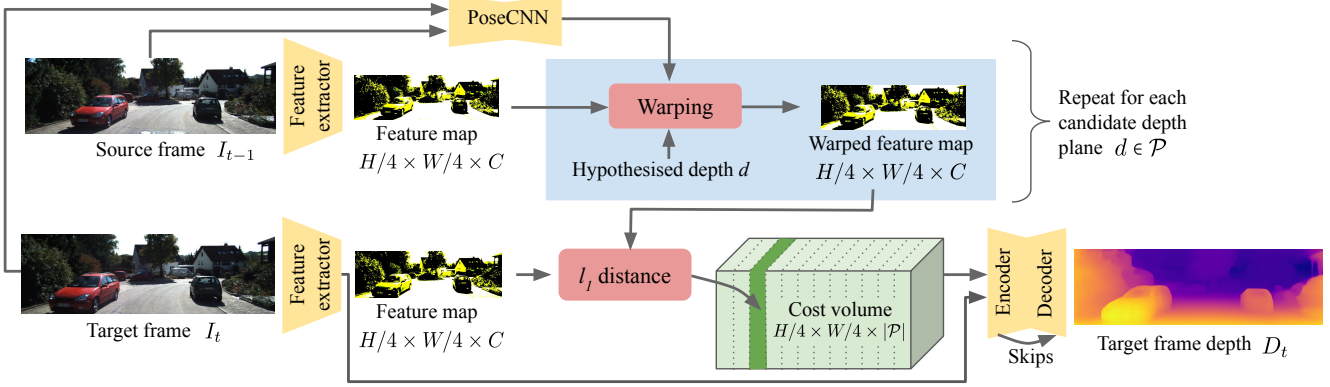 PoseCNN
Feature
extractor
Source frame I_{t−1}
Feature map
H/4 × W/4 × C
Warping
Hypothesised depth d
Warped feature map
H/4 × W/4 × C
Repeat for each
candidate depth
plane d ∈ 𝒫
Feature
extractor
Target frame I_t
Feature map
H/4 × W/4 × C
l_1 distance
Cost volume
H/4 × W/4 × |𝒫|
Encoder
Decoder
Skips
Target frame depth D_t